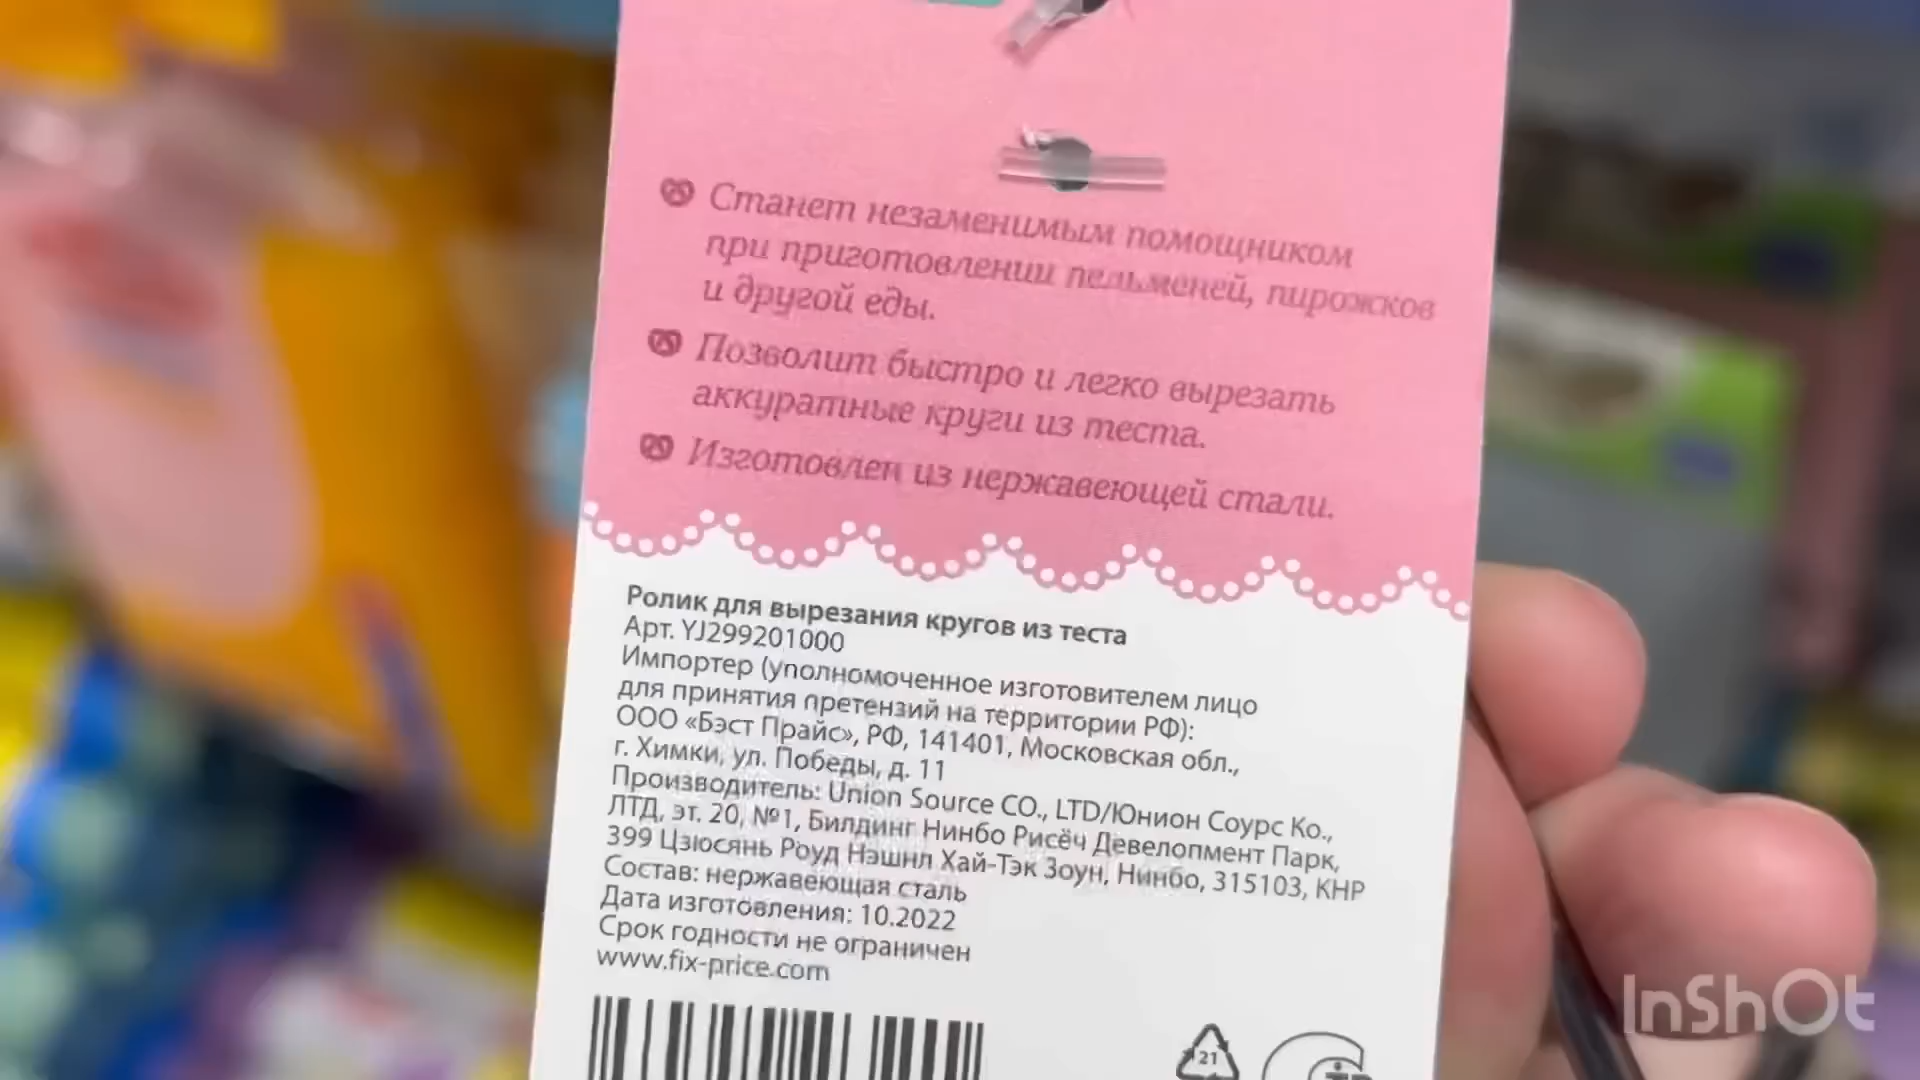 Станет незаменимым помощником
при приготовлении пельменей, пирожков
и другой еды.
Позволит быстро и легко вырезать
аккуратные круги из теста.
Изготовлен из нержавеющей стали.
Ролик для вырезания кругов из теста
Арт. YJ299201000
Импортер (уполномоченное изготовителем лицо
для принятия претензий на территории РФ):
ООО «Бэст Прайс», РФ, 141401, Московская обл.,
г. Химки, ул. Победы, д. 11
Производитель: Union Source CO., LTD/Юнион Соурс Ко.,
ЛТД, эт. 20, №1, Билдинг Нинбо Рисёч Девелопмент Парк,
399 Цзюсянь Роуд Нэшнл Хай-Тэк Зоун, Нинбо, 315103, КНР
Состав: нержавеющая сталь
Дата изготовления: 10.2022
Срок годности не ограничен
www.fix-price.com
21
InShOt